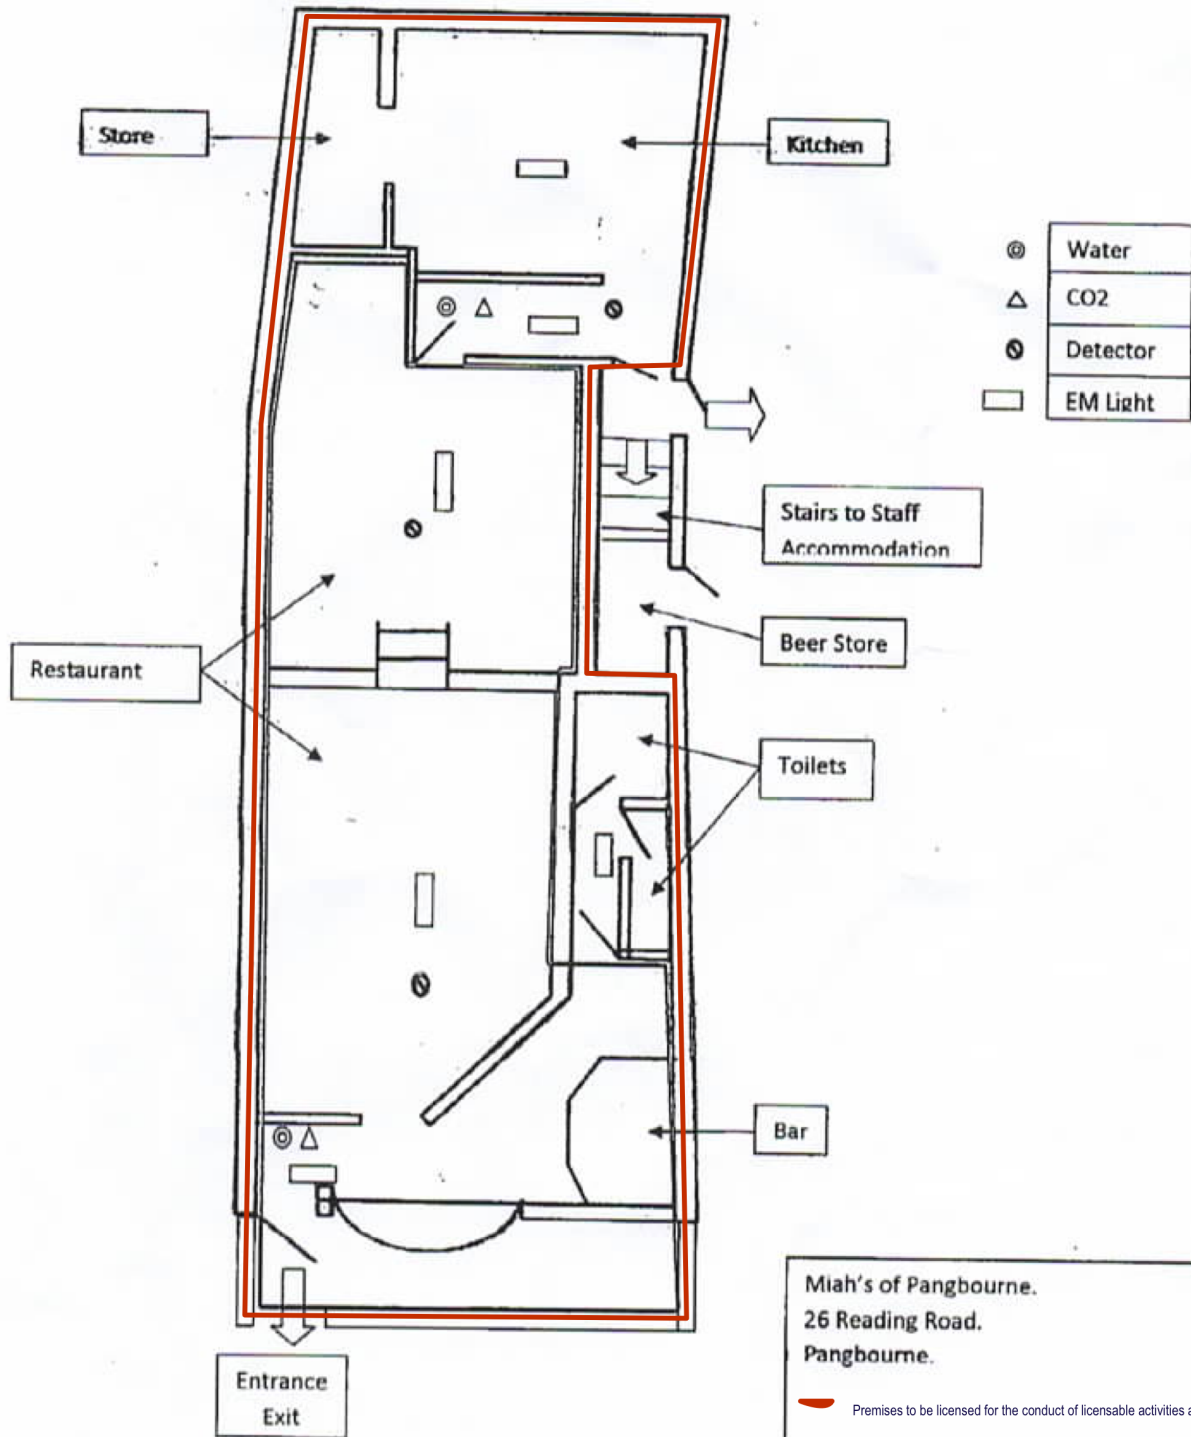 Store
Kitchen
Water
CO2
Detector
EM Light
Stairs to Staff
Accommodation
Beer Store
Restaurant
Toilets
Bar
Miah's of Pangbourne.
26 Reading Road.
Pangbourne.
Premises to be licensed for the conduct of licensable activities a
Entrance
Exit